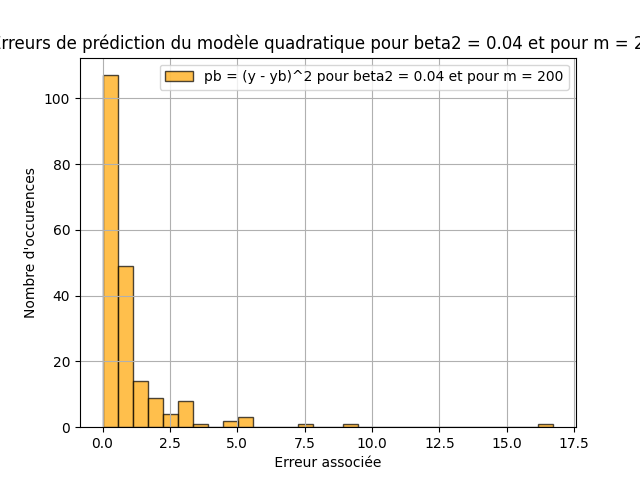 Erreurs de prédiction du modèle quadratique pour beta2 = 0.04 et pour m = 2
pb = (y - yb)^2 pour beta2 = 0.04 et pour m = 200
Nombre d'occurences
100
80
60
40
20
0
0.0 2.5 5.0 7.5 10.0 12.5 15.0 17.5
Erreur associée